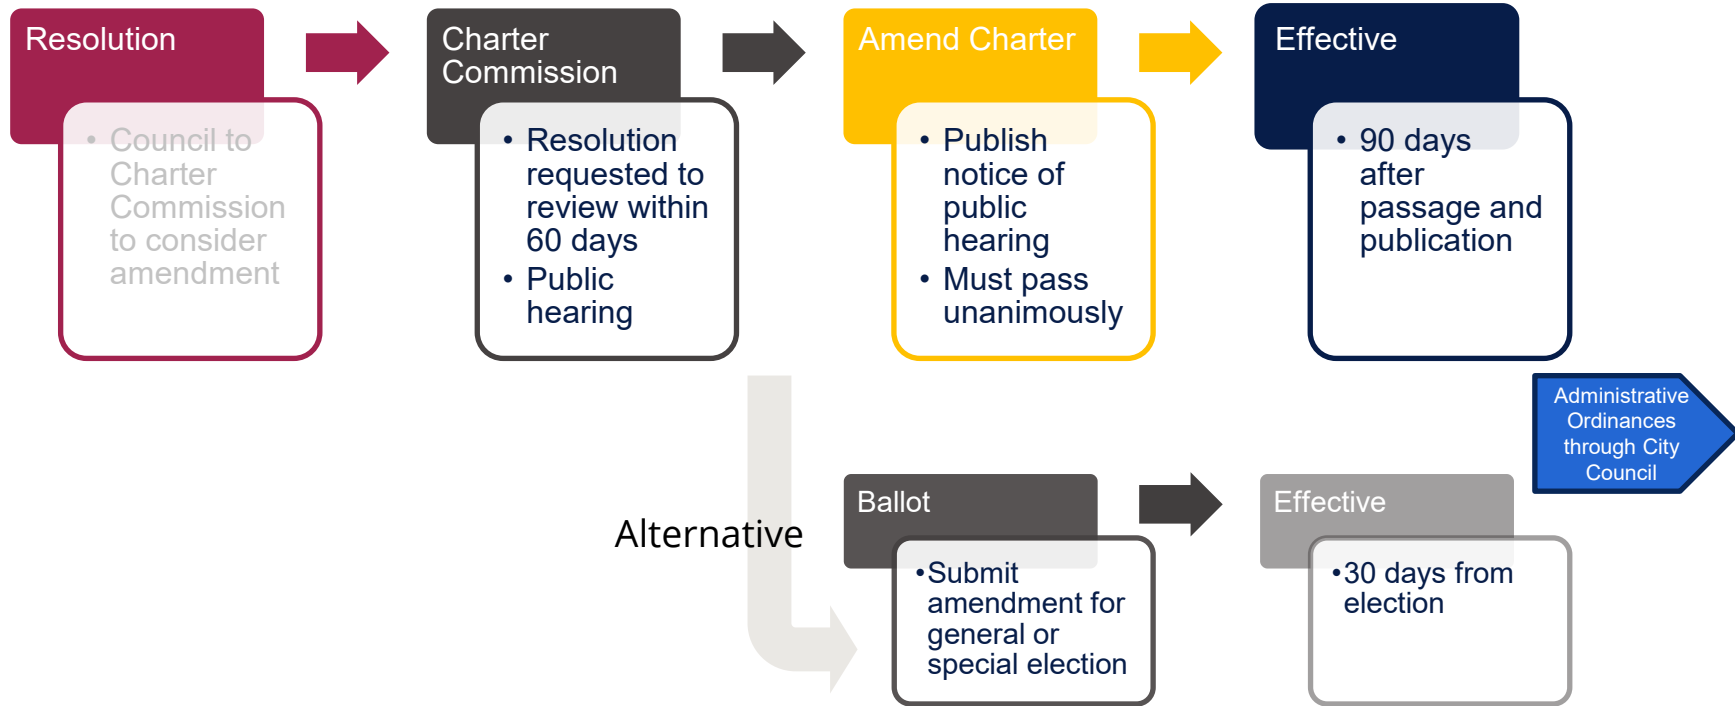 Resolution
• Council to
Charter
Commission
to consider
amendment
Charter
Commission
• Resolution
requested to
review within
60 days
• Public
hearing
Amend Charter
• Publish
notice of
public
hearing
• Must pass
unanimously
Effective
• 90 days
after
passage and
publication
Administrative
Ordinances
through City
Council
Alternative
Ballot
•Submit
amendment for
general or
special election
Effective
•30 days from
election